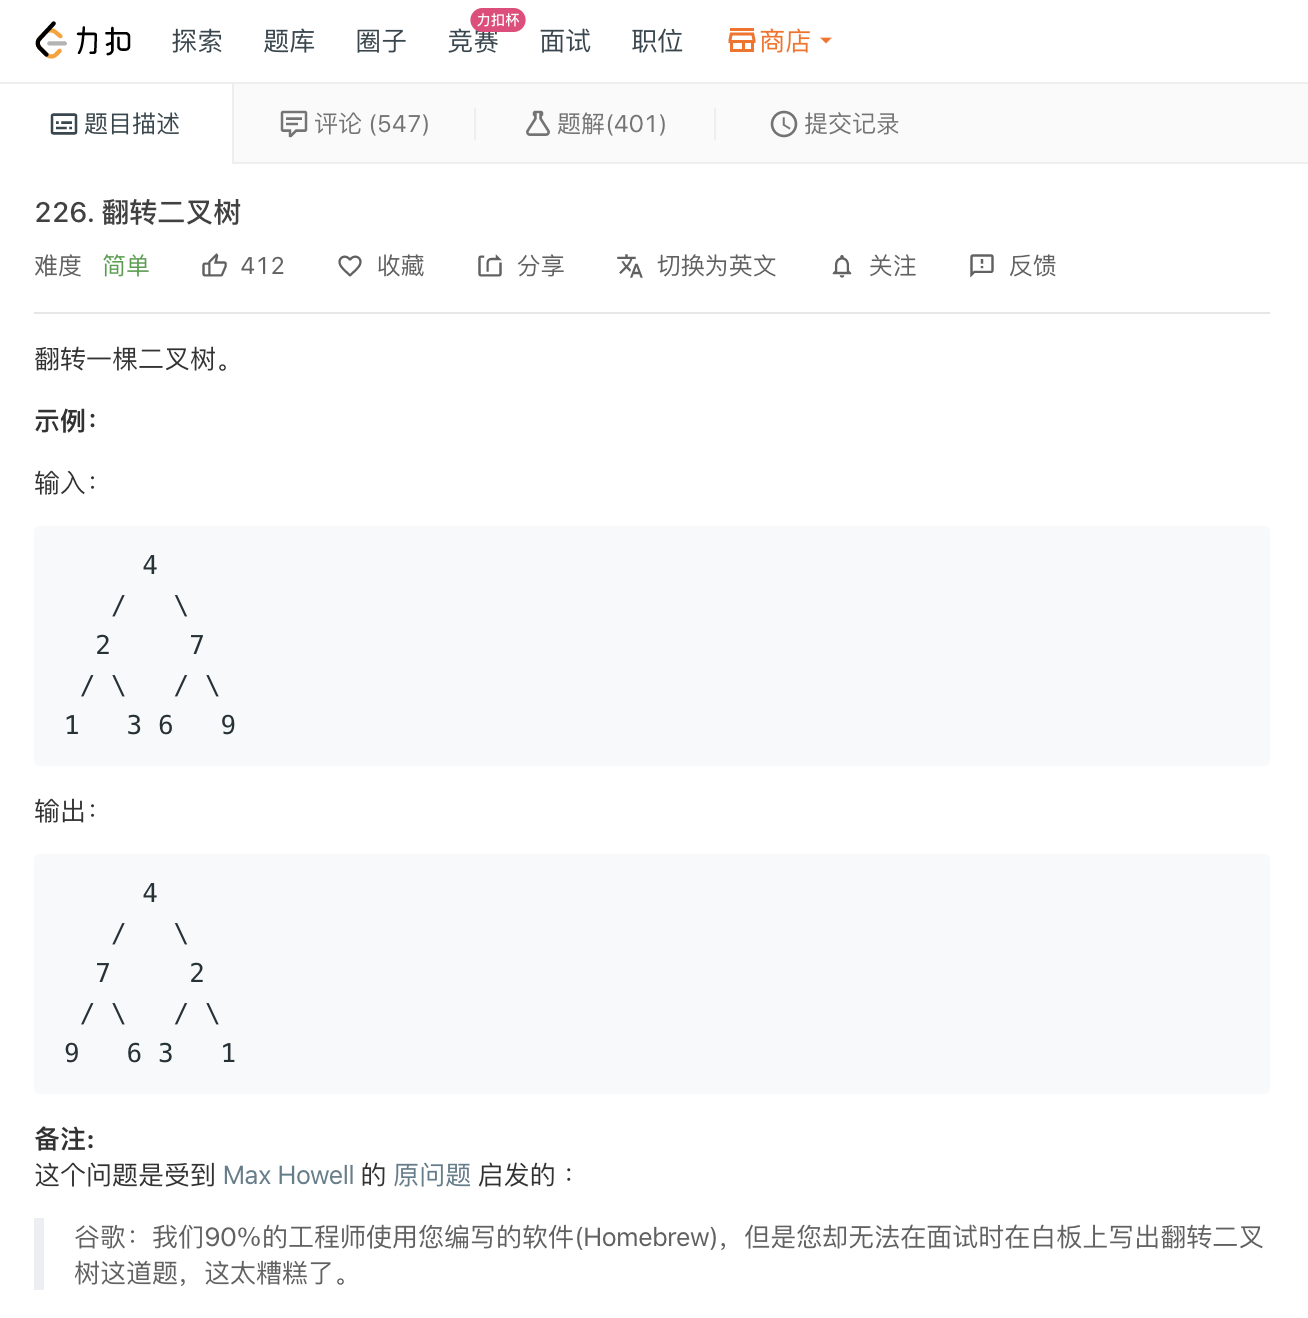 力扣 探索 题库 圈子 竞赛 力扣杯 面试 职位 商店
题目描述 评论 (547) 题解(401) 提交记录
226. 翻转二叉树
难度 简单 412 收藏 分享 切换为英文 关注 反馈
翻转一棵二叉树。
示例：
输入：
     4
   /   \
  2     7
 / \   / \
1   3 6   9
输出：
     4
   /   \
  7     2
 / \   / \
9   6 3   1
备注:
这个问题是受到 Max Howell 的 原问题 启发的 ：
谷歌：我们90%的工程师使用您编写的软件(Homebrew)，但是您却无法在面试时在白板上写出翻转二叉
树这道题，这太糟糕了。